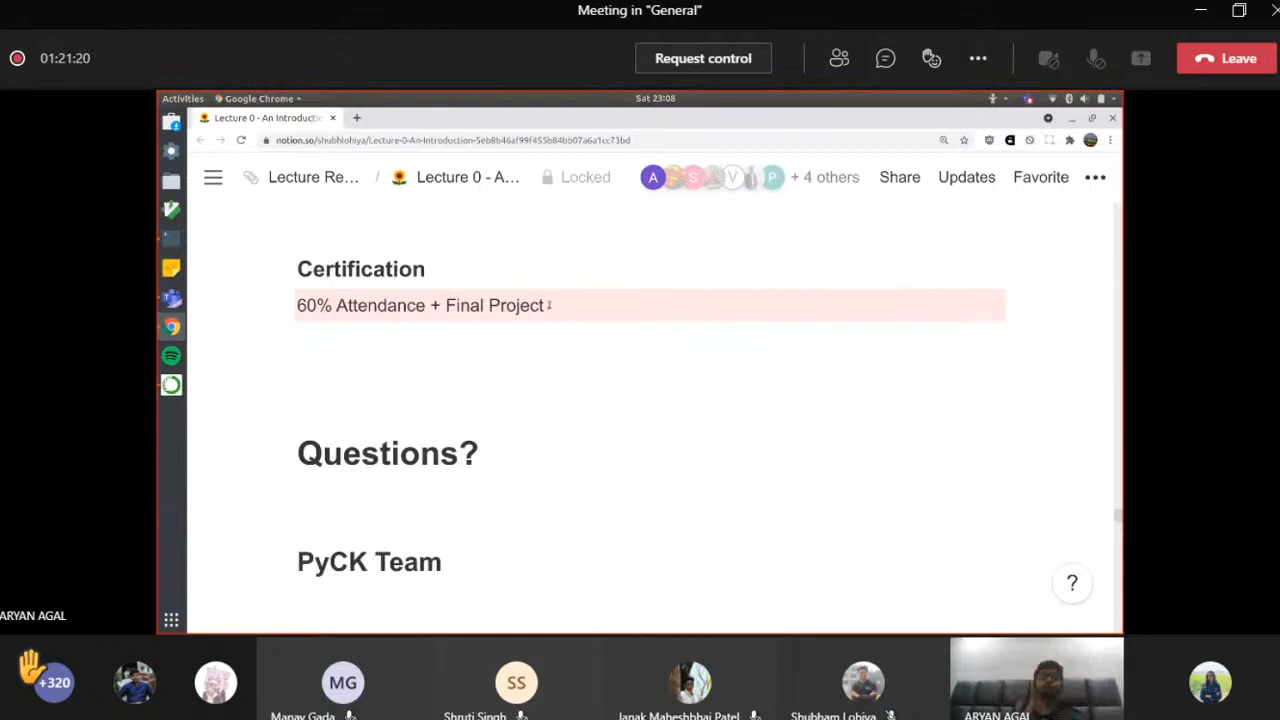 Meeting in "General"
01:21:20
Request control
Leave
Activities
Google Chrome
Sat 23:08
Lecture 0 - An Introductio
notion.so/shubhlohiya/Lecture-0-An-Introduction-5eb8b46af99f455b84bb07a6a1cc73bd
Lecture Re... / Lecture 0 - A... Locked
A S V P + 4 others Share Updates Favorite
Certification
60% Attendance + Final Project
Questions?
PyCK Team
?
ARYAN AGAL
+320
MG
SS
Manav Gada
Shruti Singh
Janak Maheshbhai Patel
Shubham Lohiya
ARYAN AGAL